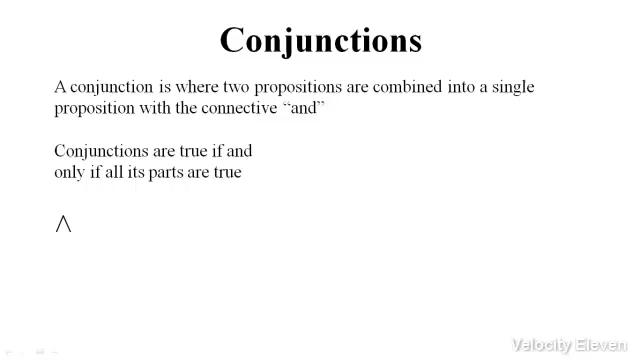 Conjunctions
A conjunction is where two propositions are combined into a single
proposition with the connective “and”
Conjunctions are true if and
only if all its parts are true
∧
Velocity Eleven